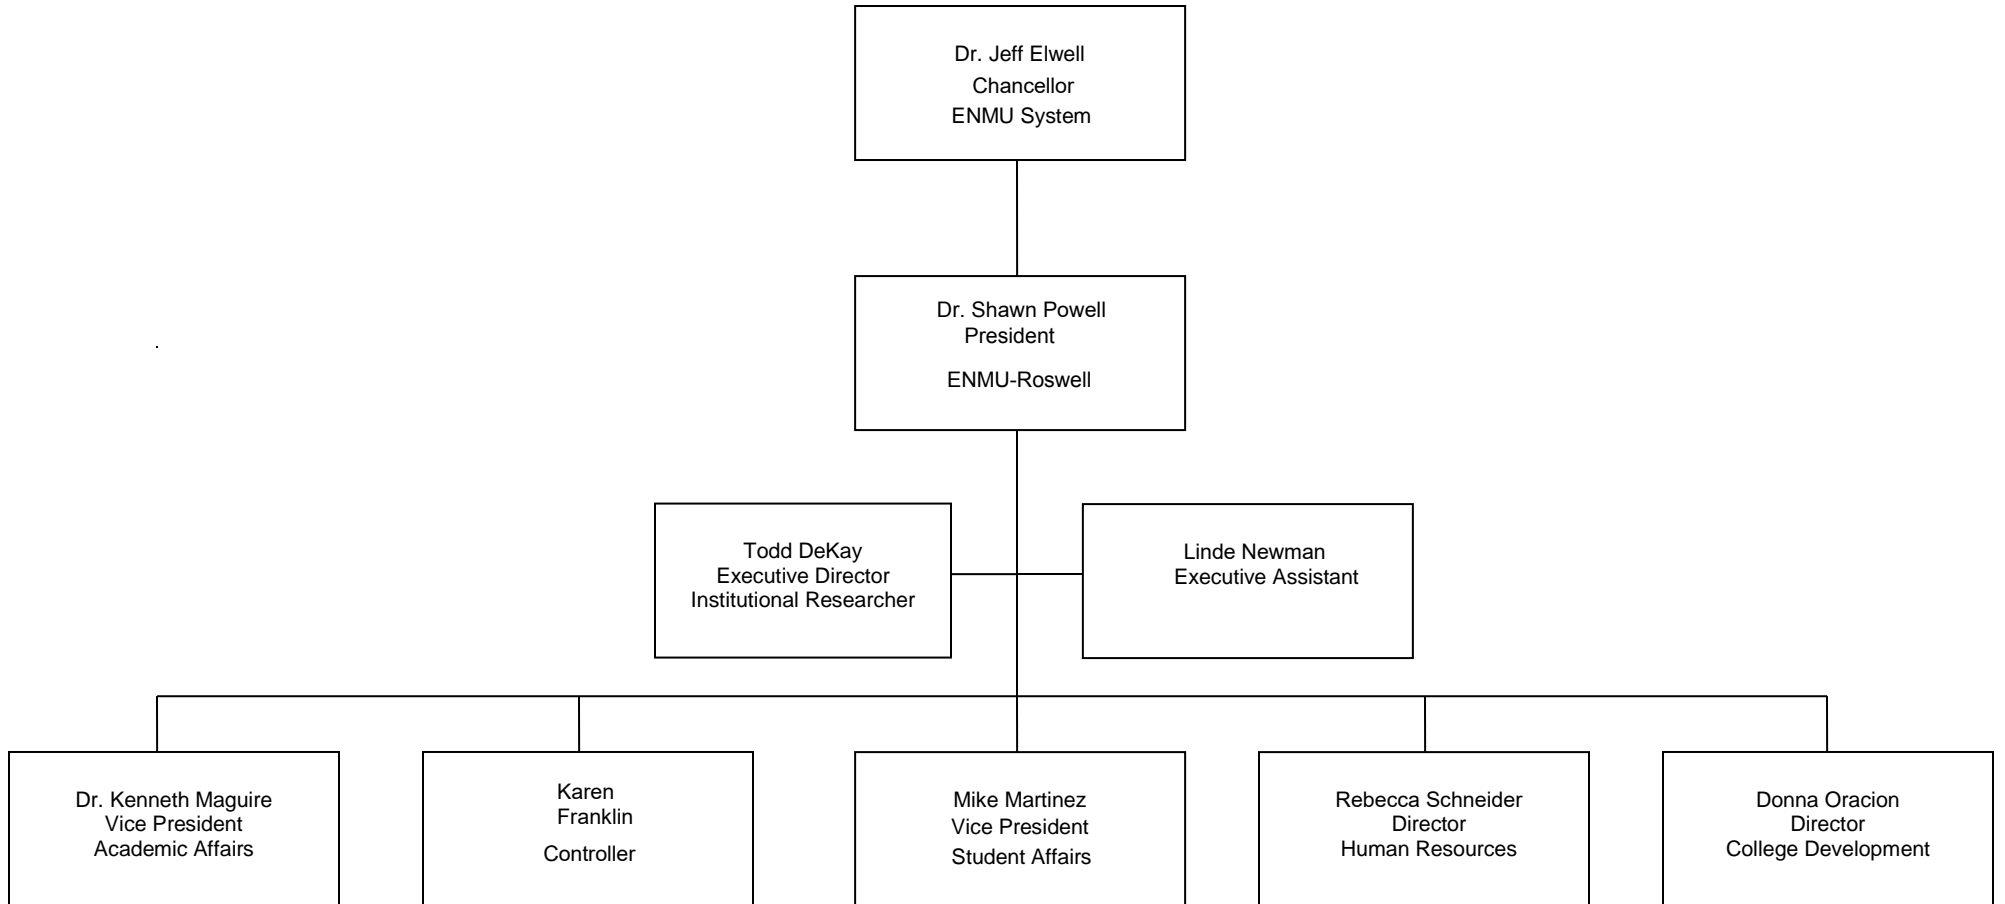 Dr. Jeff Elwell
Chancellor
ENMU System
Dr. Shawn Powell
President
ENMU-Roswell
Todd DeKay
Executive Director
Institutional Researcher
Linde Newman
Executive Assistant
Dr. Kenneth Maguire
Vice President
Academic Affairs
Karen
Franklin
Controller
Mike Martinez
Vice President
Student Affairs
Rebecca Schneider
Director
Human Resources
Donna Oracion
Director
College Development